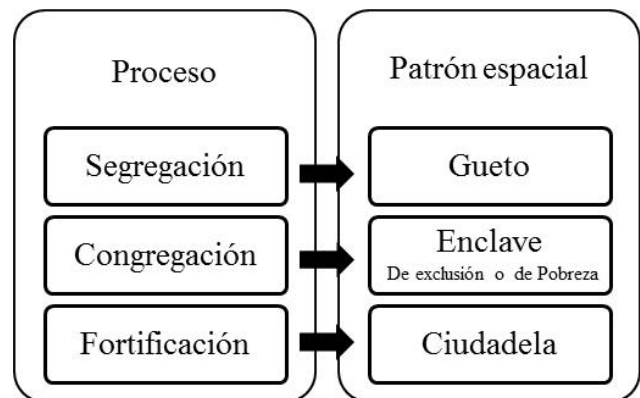 Proceso
Patrón espacial
Segregación
Gueto
Congregación
Enclave
De exclusión o de Pobreza
Fortificación
Ciudadela